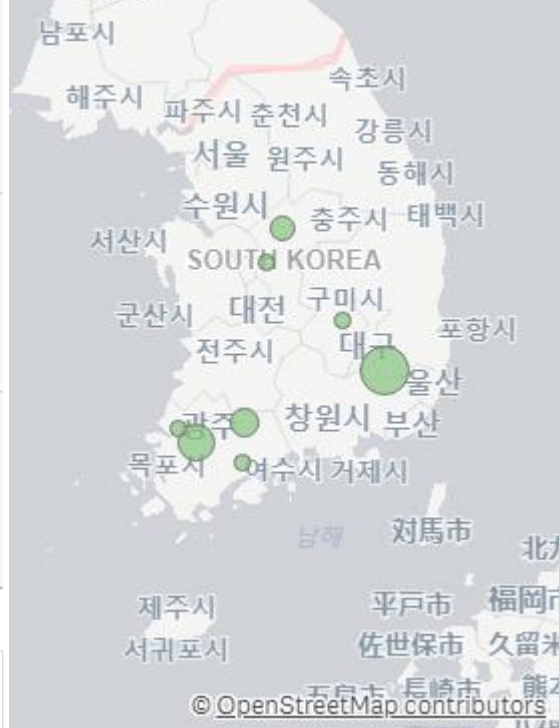 남포시
속초시
해주시
파주시 춘천시
강릉시
서울 원주시
동해시
수원시
충주시 태백시
서산시
SOUTH KOREA
구미시
군산시 대전
포항시
전주시 대구
울산
광주 창원시 부산
목포시 여수시 거제시
남해
対馬市
제주시
平戸市 福岡市
서귀포시
佐世保市 久留米
長崎市
© OpenStreetMap contributors